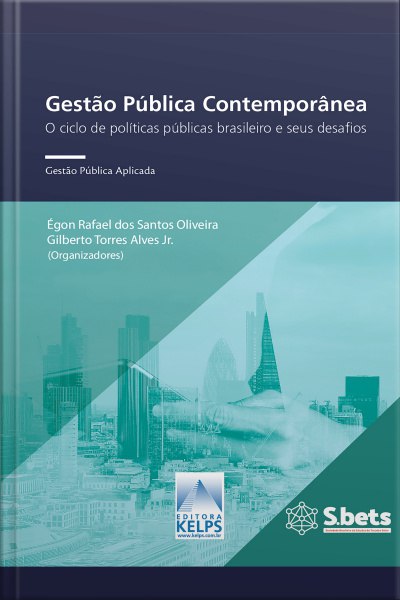 Gestão Pública Contemporânea
O ciclo de políticas públicas brasileiro e seus desafios
Gestão Pública Aplicada
Égon Rafael dos Santos Oliveira
Gilberto Torres Alves Jr.
(Organizadores)
EDITORA
KELPS
www.kelps.com.br
S.bets